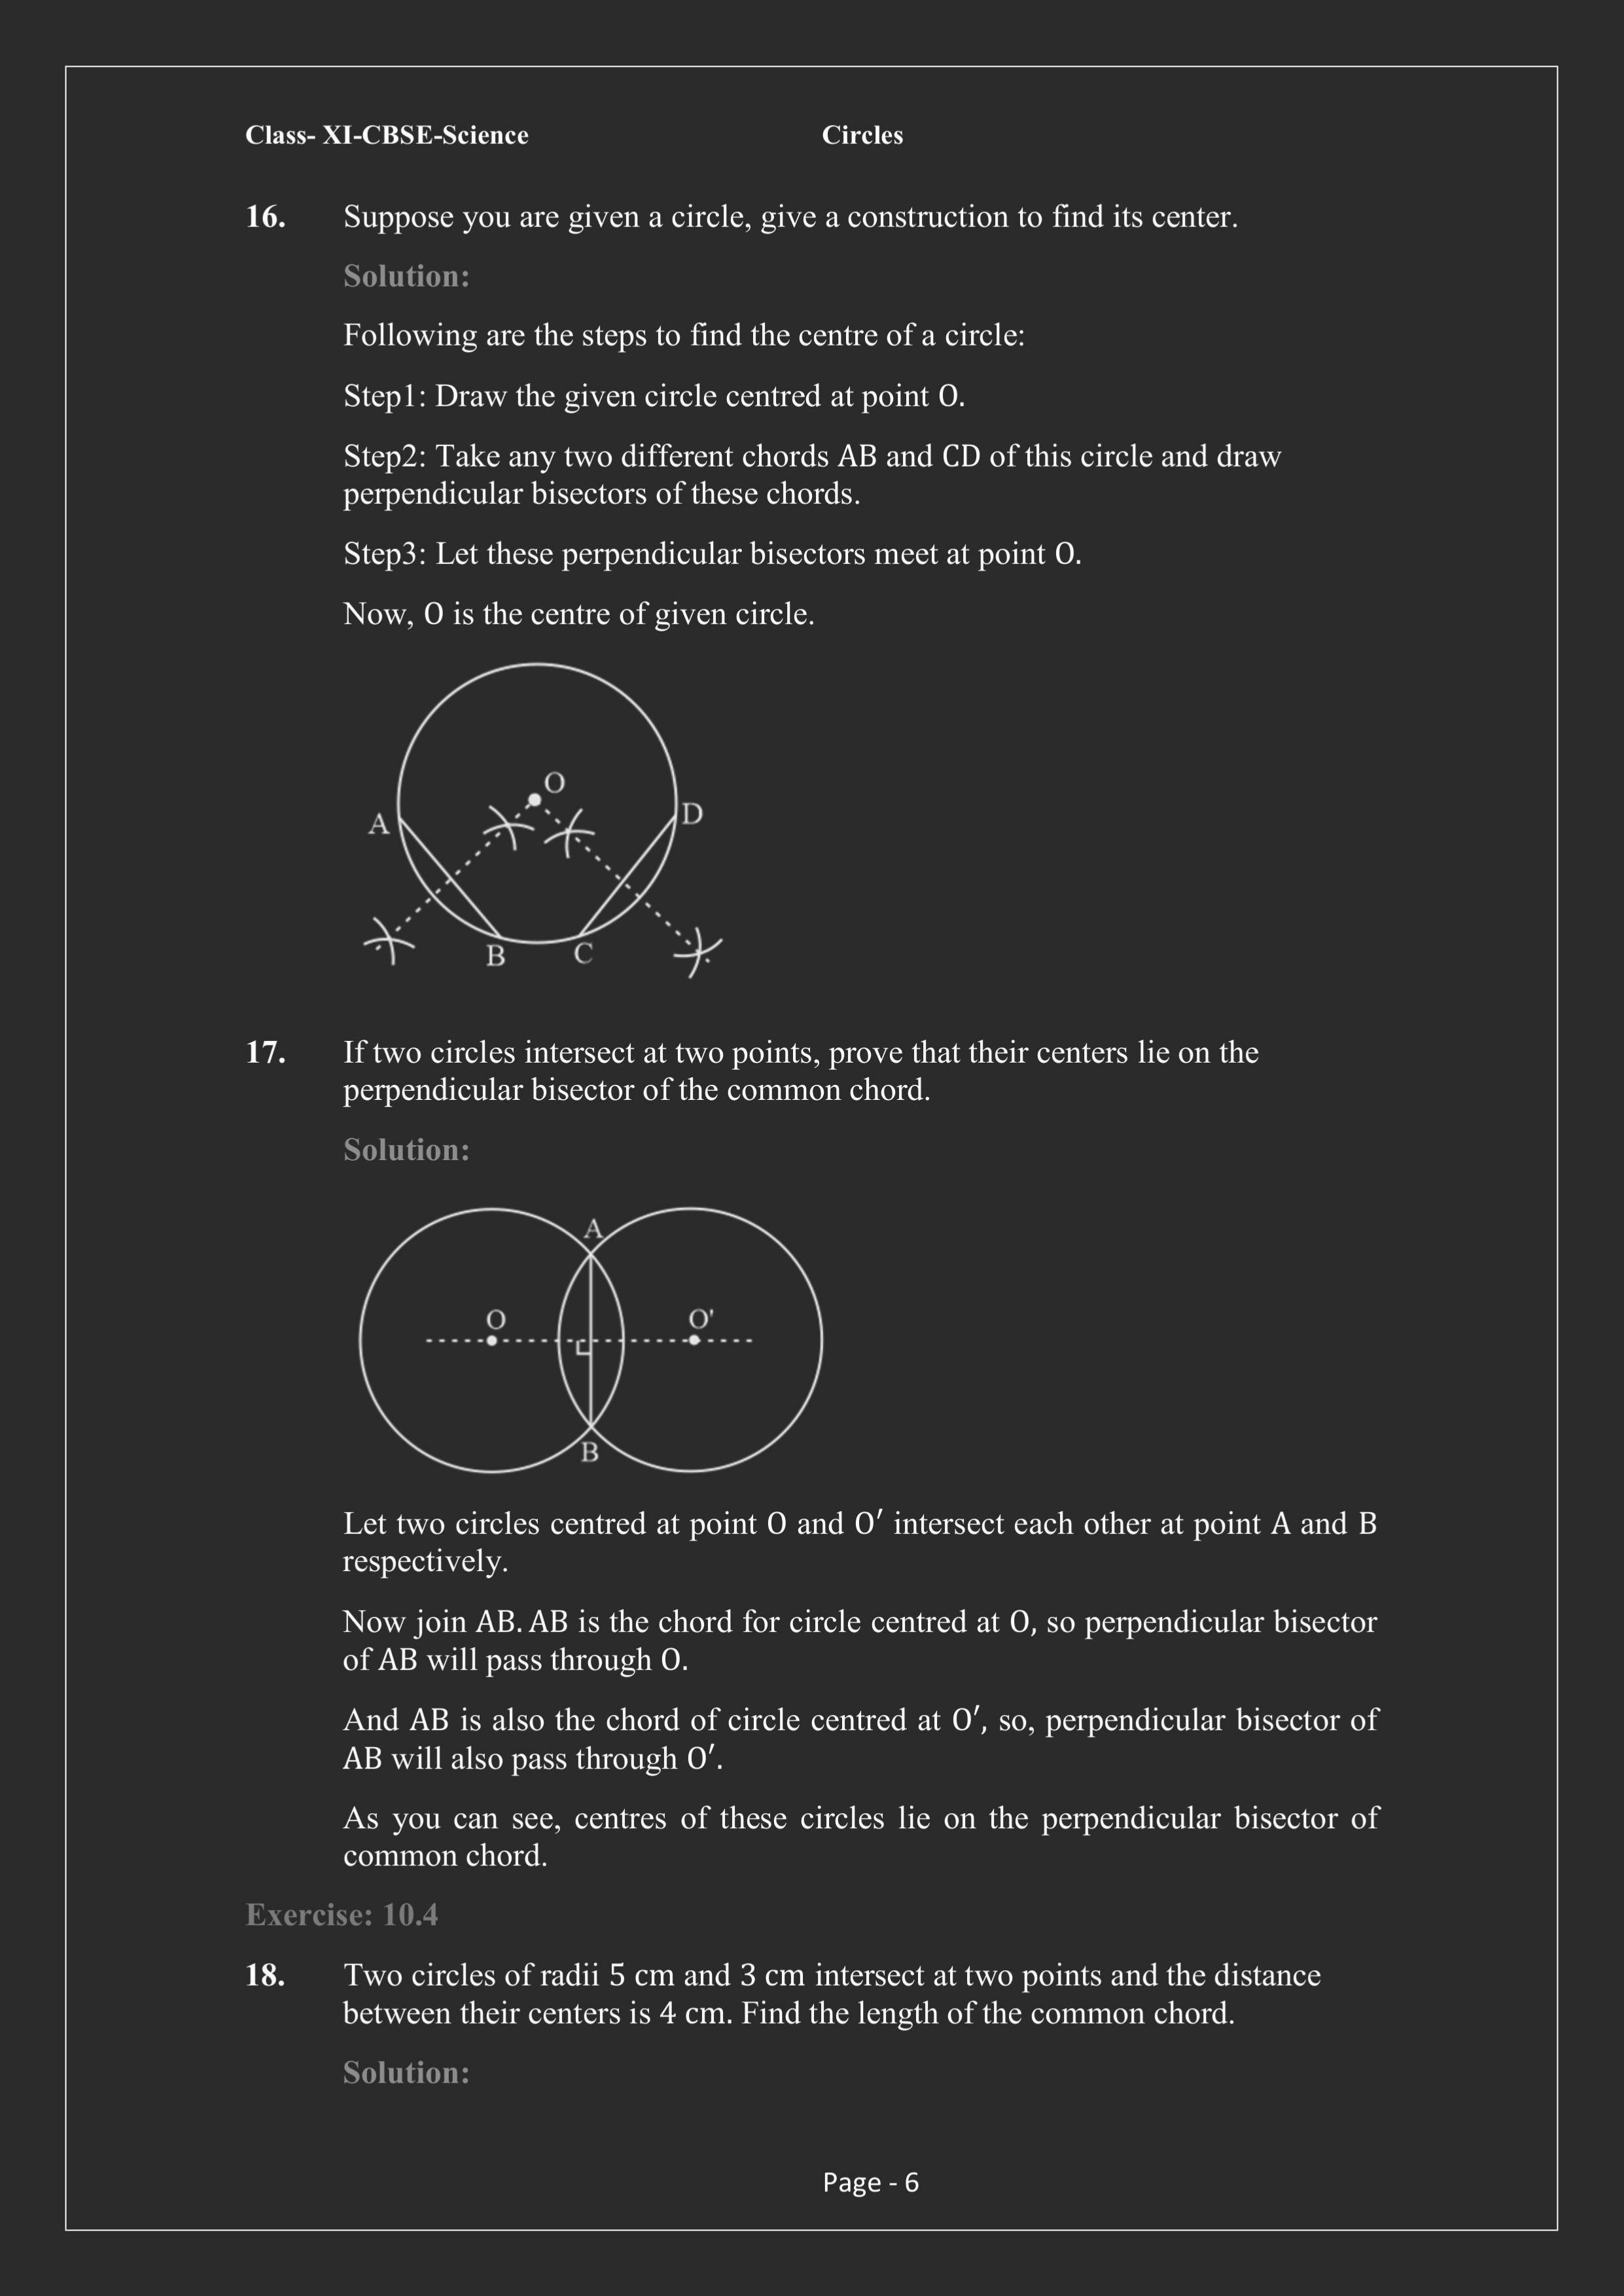 Class- XI-CBSE-Science Circles
16. Suppose you are given a circle, give a construction to find its center.
Solution:
Following are the steps to find the centre of a circle:
Step1: Draw the given circle centred at point O.
Step2: Take any two different chords AB and CD of this circle and draw
perpendicular bisectors of these chords.
Step3: Let these perpendicular bisectors meet at point O.
Now, O is the centre of given circle.
O
A D
B C
17. If two circles intersect at two points, prove that their centers lie on the
perpendicular bisector of the common chord.
Solution:
A
O O'
B
Let two circles centred at point O and O′ intersect each other at point A and B
respectively.
Now join AB. AB is the chord for circle centred at O, so perpendicular bisector
of AB will pass through O.
And AB is also the chord of circle centred at O′, so, perpendicular bisector of
AB will also pass through O′.
As you can see, centres of these circles lie on the perpendicular bisector of
common chord.
Exercise: 10.4
18. Two circles of radii 5 cm and 3 cm intersect at two points and the distance
between their centers is 4 cm. Find the length of the common chord.
Solution:
Page - 6